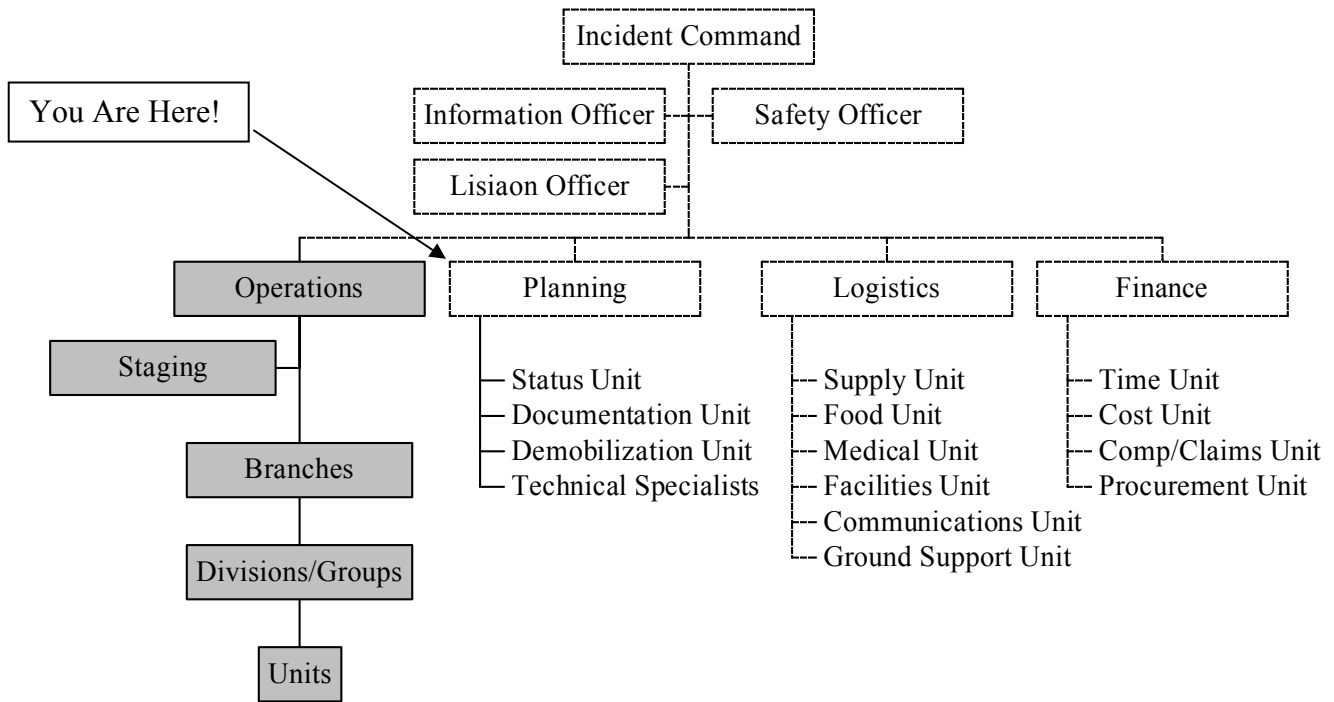 Incident Command
You Are Here!
Information Officer
Safety Officer
Lisiaon Officer
Operations
Planning
Logistics
Finance
Staging
Branches
Divisions/Groups
Units
Status Unit
Documentation Unit
Demobilization Unit
Technical Specialists
Supply Unit
Food Unit
Medical Unit
Facilities Unit
Communications Unit
Ground Support Unit
Time Unit
Cost Unit
Comp/Claims Unit
Procurement Unit